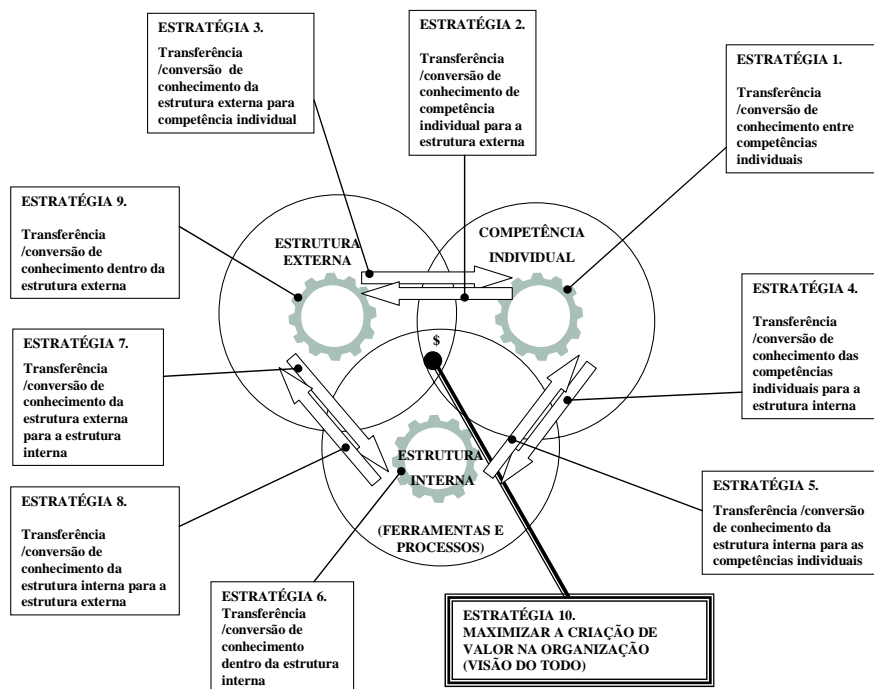 ESTRATÉGIA 3.
Transferência
/conversão de
conhecimento da
estrutura externa para
competência individual
ESTRATÉGIA 2.
Transferência
/conversão de
conhecimento de
competência
individual para a
estrutura externa
ESTRATÉGIA 1.
Transferência
/conversão de
conhecimento entre
competências
individuais
ESTRATÉGIA 9.
Transferência
/conversão de
conhecimento dentro da
estrutura externa
ESTRUTURA
EXTERNA
COMPETÊNCIA
INDIVIDUAL
ESTRATÉGIA 4.
Transferência
/conversão de
conhecimento das
competências
individuais para a
estrutura interna
ESTRATÉGIA 7.
Transferência
/conversão de
conhecimento da
estrutura externa
para a estrutura
interna
$
ESTRUTURA
INTERNA
(FERRAMENTAS E
PROCESSOS)
ESTRATÉGIA 5.
Transferência /conversão
de conhecimento da
estrutura interna para as
competências individuais
ESTRATÉGIA 8.
Transferência
/conversão de
conhecimento da
estrutura interna para a
estrutura externa
ESTRATÉGIA 6.
Transferência
/conversão de
conhecimento
dentro da estrutura
interna
ESTRATÉGIA 10.
MAXIMIZAR A CRIAÇÃO DE
VALOR NA ORGANIZAÇÃO
(VISÃO DO TODO)